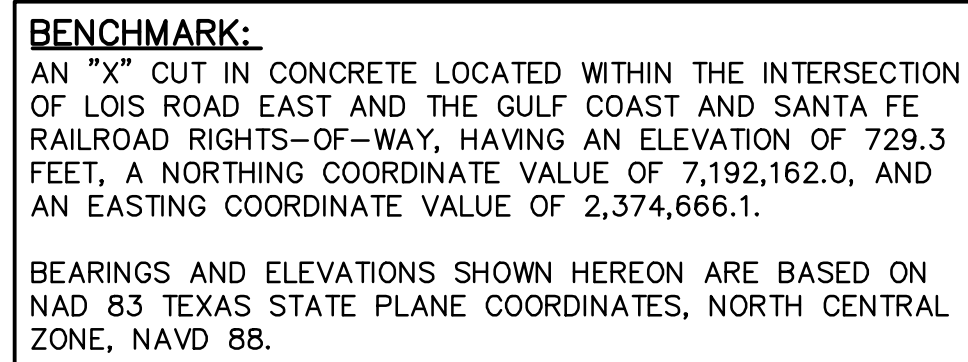 BENCHMARK:
AN "X" CUT IN CONCRETE LOCATED WITHIN THE INTERSECTION
OF LOIS ROAD EAST AND THE GULF COAST AND SANTA FE
RAILROAD RIGHTS-OF-WAY, HAVING AN ELEVATION OF 729.3
FEET, A NORTHING COORDINATE VALUE OF 7,192,162.0, AND
AN EASTING COORDINATE VALUE OF 2,374,666.1.
BEARINGS AND ELEVATIONS SHOWN HEREON ARE BASED ON
NAD 83 TEXAS STATE PLANE COORDINATES, NORTH CENTRAL
ZONE, NAVD 88.